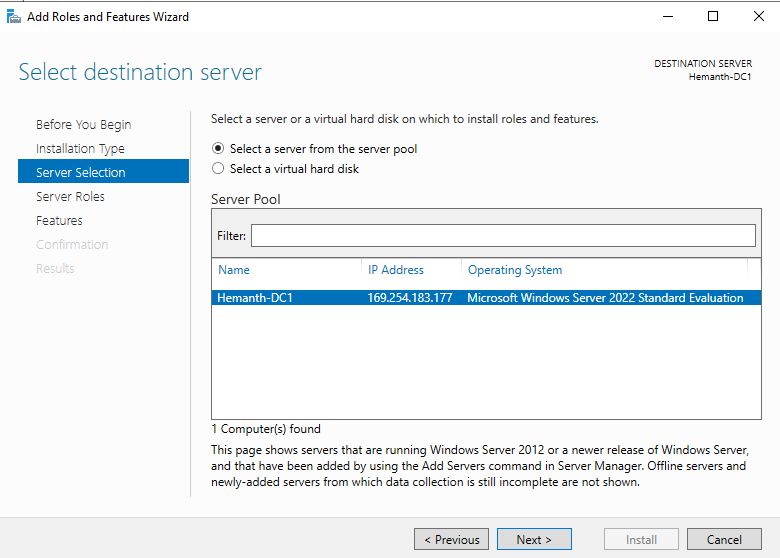 Add Roles and Features Wizard
Select destination server
DESTINATION SERVER
Hemanth-DC1
Before You Begin
Installation Type
Server Selection
Server Roles
Features
Confirmation
Results
Select a server or a virtual hard disk on which to install roles and features.
Select a server from the server pool
Select a virtual hard disk
Server Pool
Filter:
Name IP Address Operating System
Hemanth-DC1 169.254.183.177 Microsoft Windows Server 2022 Standard Evaluation
1 Computer(s) found
This page shows servers that are running Windows Server 2012 or a newer release of Windows Server,
and that have been added by using the Add Servers command in Server Manager. Offline servers and
newly-added servers from which data collection is still incomplete are not shown.
< Previous Next > Install Cancel